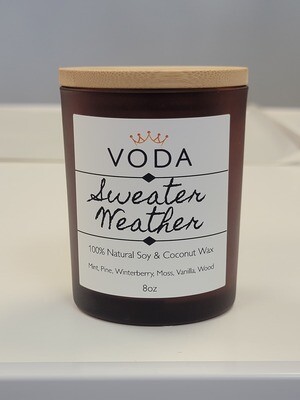 VODA
Sweater
Weather
100% Natural Soy & Coconut Wax
Mint, Pine, Winterberry, Moss, Vanilla, Wood
8oz